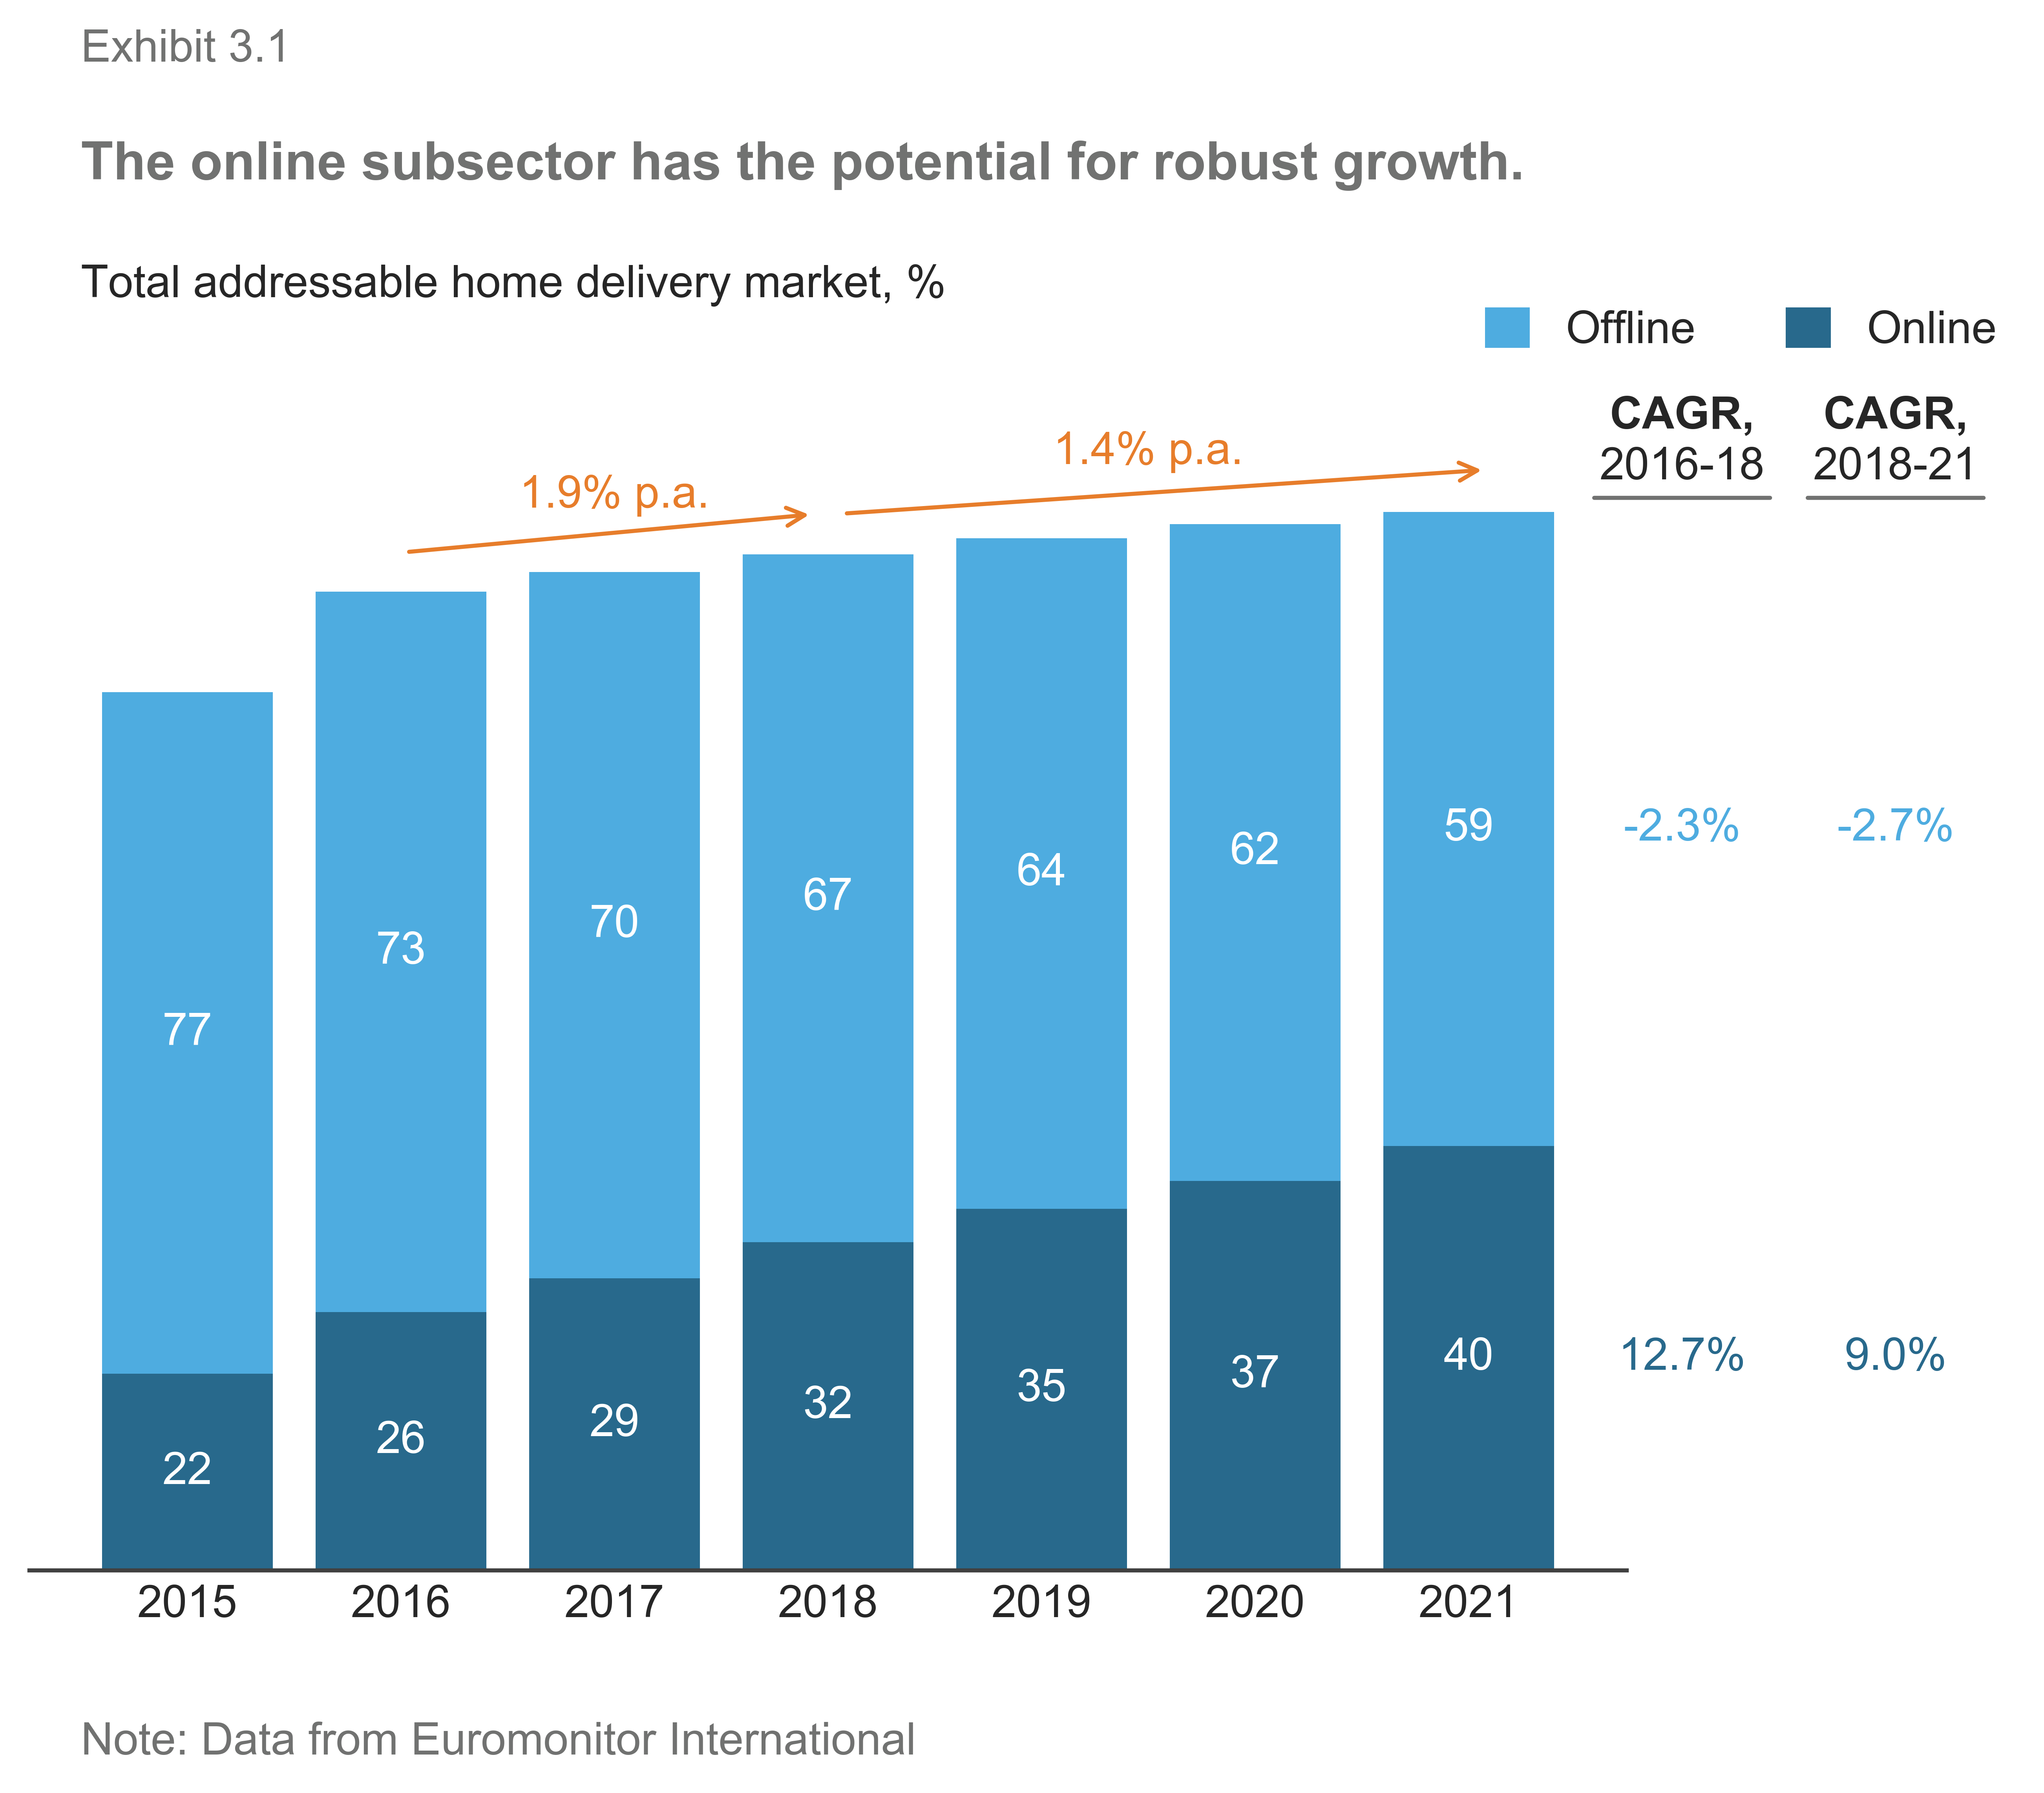 Exhibit 3.1
The online subsector has the potential for robust growth.
Total addressable home delivery market, %
Offline
Online
CAGR,
2016-18
CAGR,
2018-21
1.9% p.a.
1.4% p.a.
77
73
70
67
64
62
59
-2.3%
-2.7%
22
26
29
32
35
37
40
12.7%
9.0%
2015
2016
2017
2018
2019
2020
2021
Note: Data from Euromonitor International